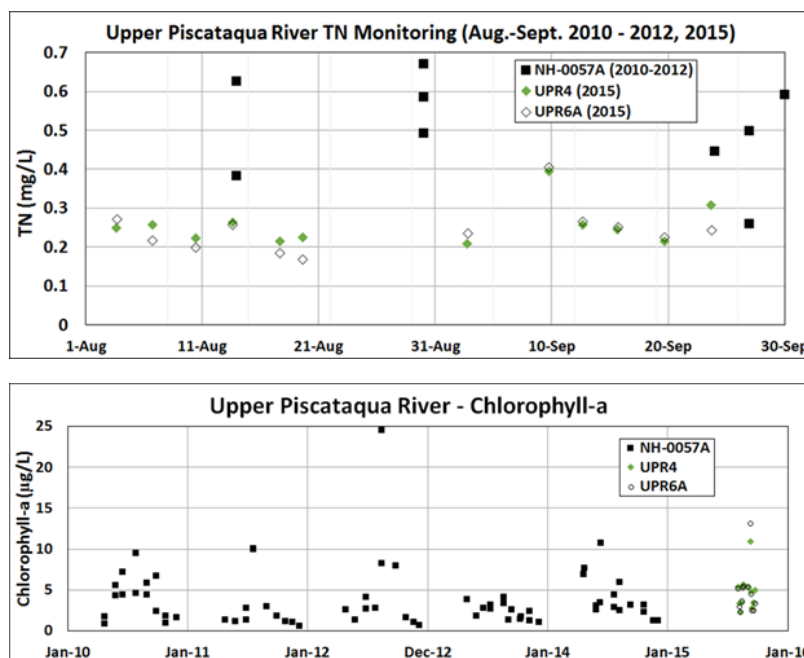 Upper Piscataqua River TN Monitoring (Aug.-Sept. 2010 - 2012, 2015)
TN (mg/L)
0.7
0.6
0.5
0.4
0.3
0.2
0.1
0
NH-0057A (2010-2012)
UPR4 (2015)
UPR6A (2015)
1-Aug 11-Aug 21-Aug 31-Aug 10-Sep 20-Sep 30-Sep
Upper Piscataqua River - Chlorophyll-a
Chlorophyll-a (µg/L)
25
20
15
10
5
0
NH-0057A
UPR4
UPR6A
Jan-10 Jan-11 Jan-12 Dec-12 Jan-14 Jan-15 Jan-16